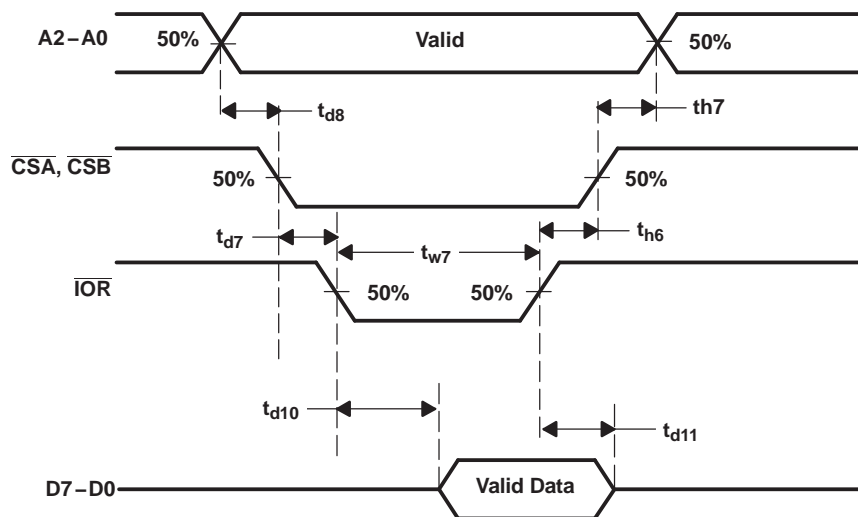 A2–A0 50% Valid 50%
td8 th7
CSA, CSB 50% 50%
td7 tw7 th6
IOR 50% 50%
td10 td11
D7–D0 Valid Data